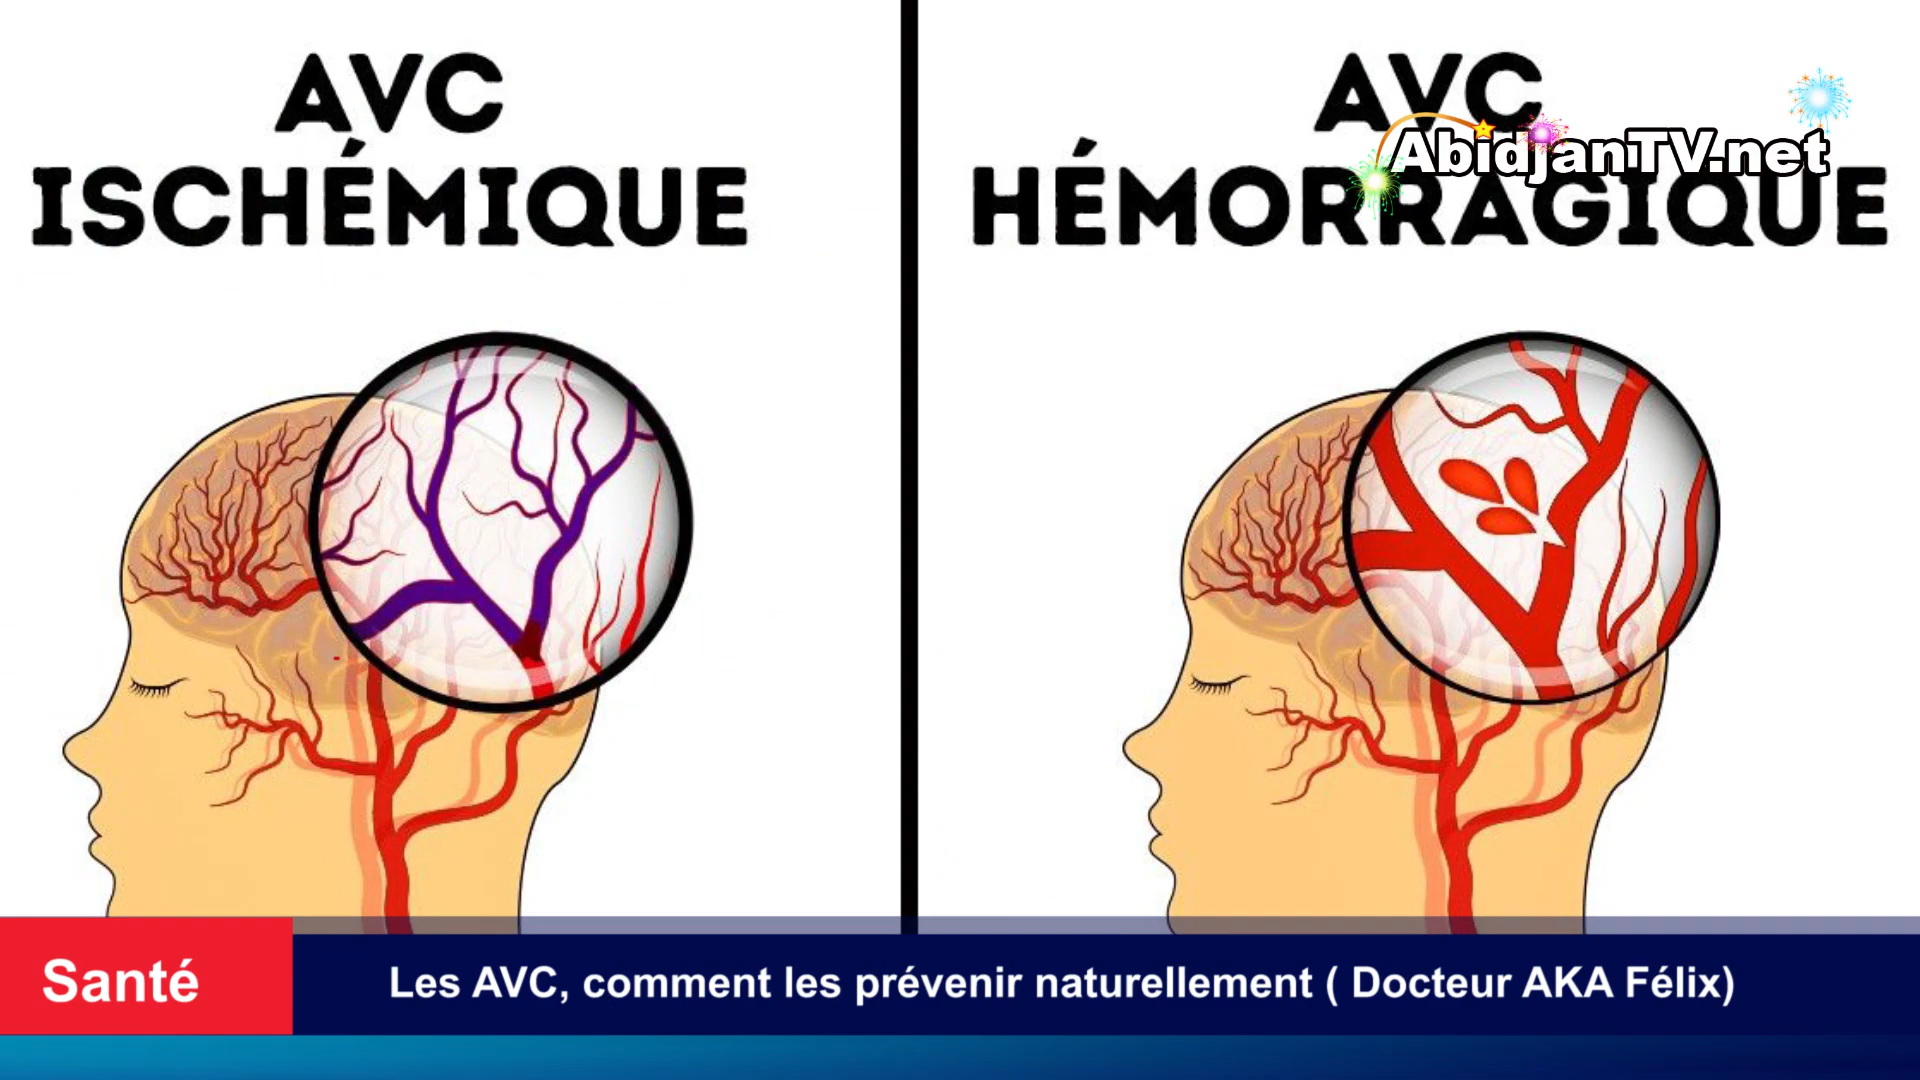 AVC
ISCHÉMIQUE
AVC
HÉMORRAGIQUE
AbidjanTV.net
Santé
Les AVC, comment les prévenir naturellement ( Docteur AKA Félix)